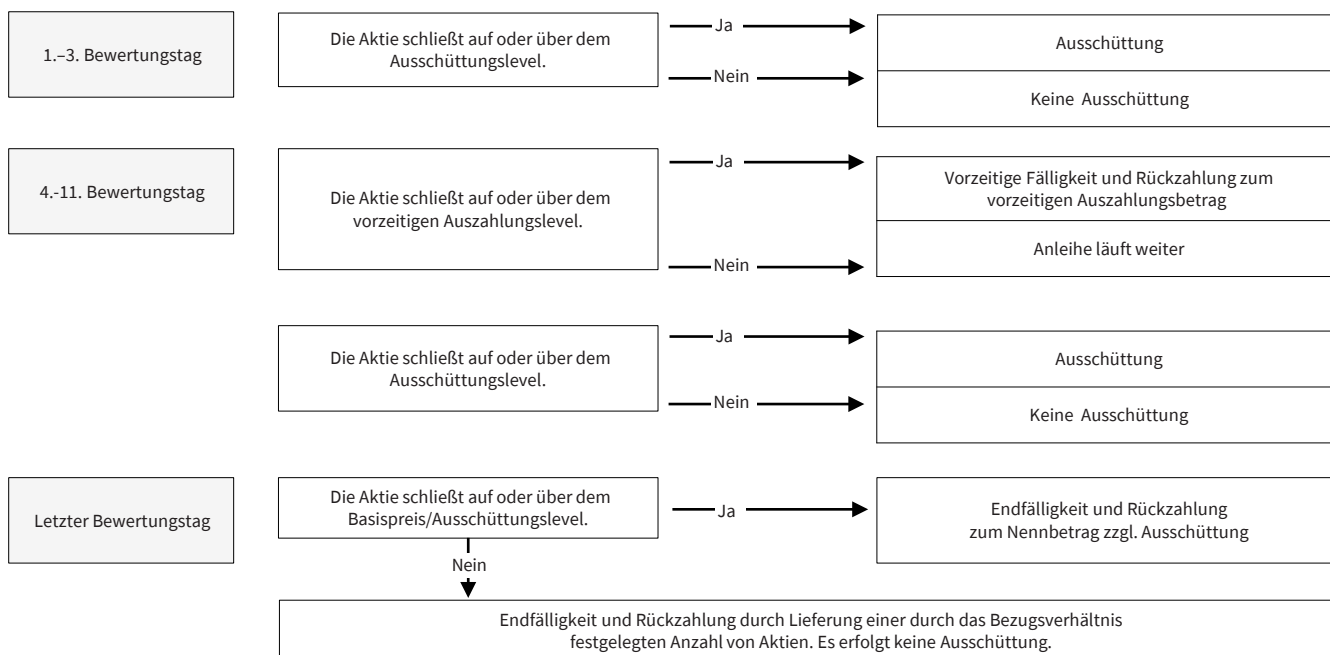 1.–3. Bewertungstag
Die Aktie schließt auf oder über dem
Ausschüttungslevel.
Ja
Ausschüttung
Nein
Keine Ausschüttung
4.-11. Bewertungstag
Die Aktie schließt auf oder über dem
vorzeitigen Auszahlungslevel.
Ja
Vorzeitige Fälligkeit und Rückzahlung zum
vorzeitigen Auszahlungsbetrag
Nein
Anleihe läuft weiter
Die Aktie schließt auf oder über dem
Ausschüttungslevel.
Ja
Ausschüttung
Nein
Keine Ausschüttung
Letzter Bewertungstag
Die Aktie schließt auf oder über dem
Basispreis/Ausschüttungslevel.
Ja
Endfälligkeit und Rückzahlung
zum Nennbetrag zzgl. Ausschüttung
Nein
Endfälligkeit und Rückzahlung durch Lieferung einer durch das Bezugsverhältnis
festgelegten Anzahl von Aktien. Es erfolgt keine Ausschüttung.